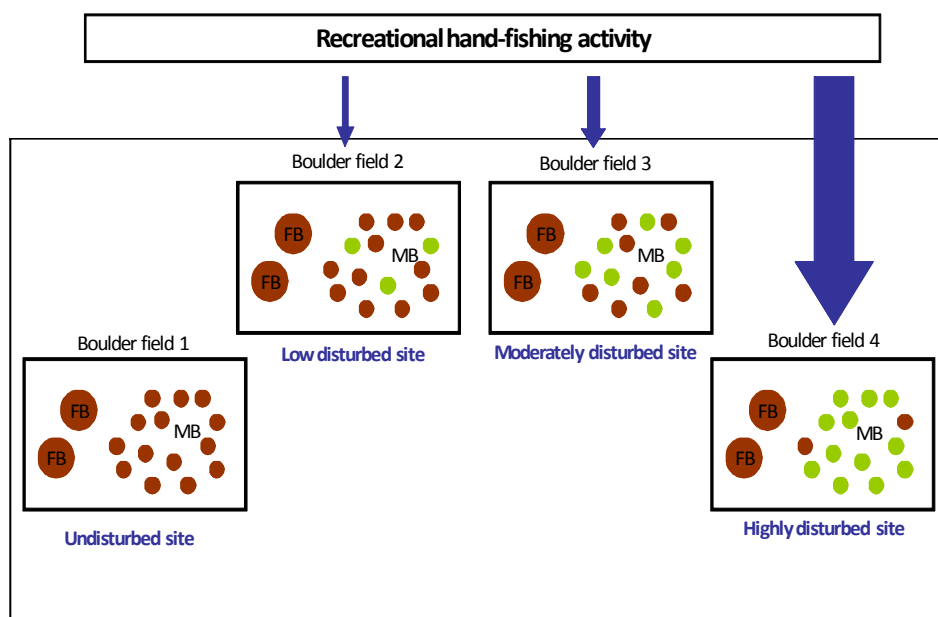 Recreational hand-fishing activity
Boulder field 2
FB
FB
MB
Low disturbed site
Boulder field 3
FB
FB
MB
Moderately disturbed site
Boulder field 1
FB
FB
MB
Undisturbed site
Boulder field 4
FB
FB
MB
Highly disturbed site